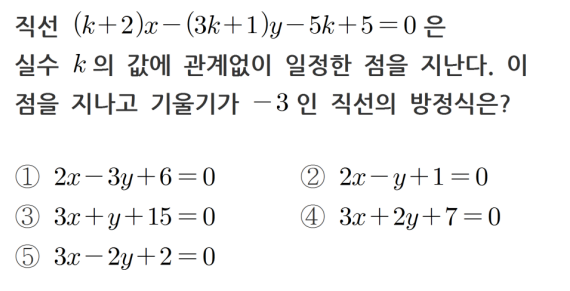 직선 (k+2)x-(3k+1)y-5k+5=0 은
실수 k 의 값에 관계없이 일정한 점을 지난다. 이
점을 지나고 기울기가 -3 인 직선의 방정식은?
① 2x-3y+6=0 ② 2x-y+1=0
③ 3x+y+15=0 ④ 3x+2y+7=0
⑤ 3x-2y+2=0